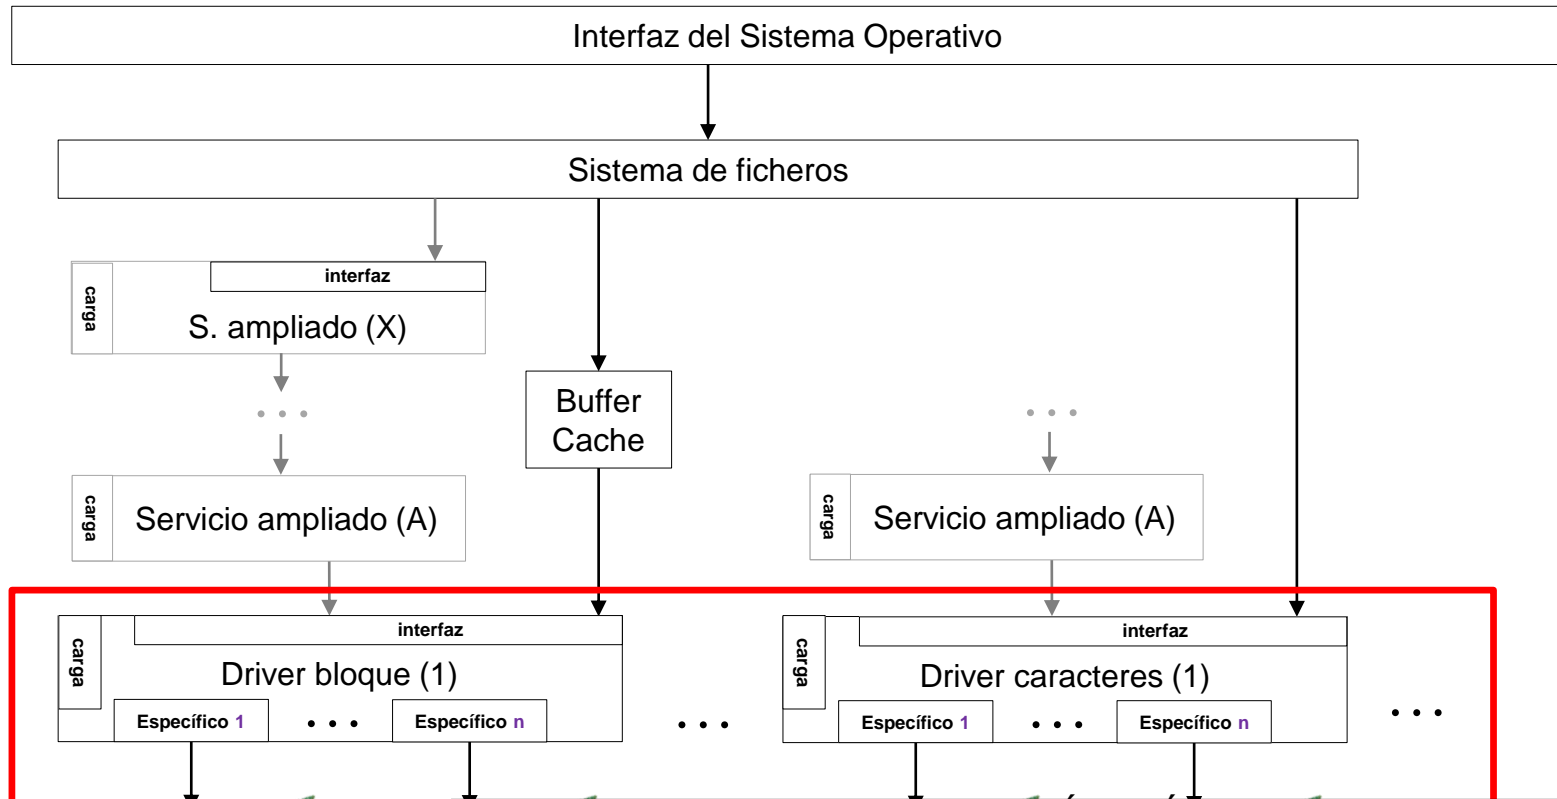 Interfaz del Sistema Operativo
Sistema de ficheros
carga
interfaz
S. ampliado (X)
Buffer
Cache
carga
Servicio ampliado (A)
carga
Servicio ampliado (A)
carga
interfaz
Driver bloque (1)
Específico 1
Específico n
carga
interfaz
Driver caracteres (1)
Específico 1
Específico n